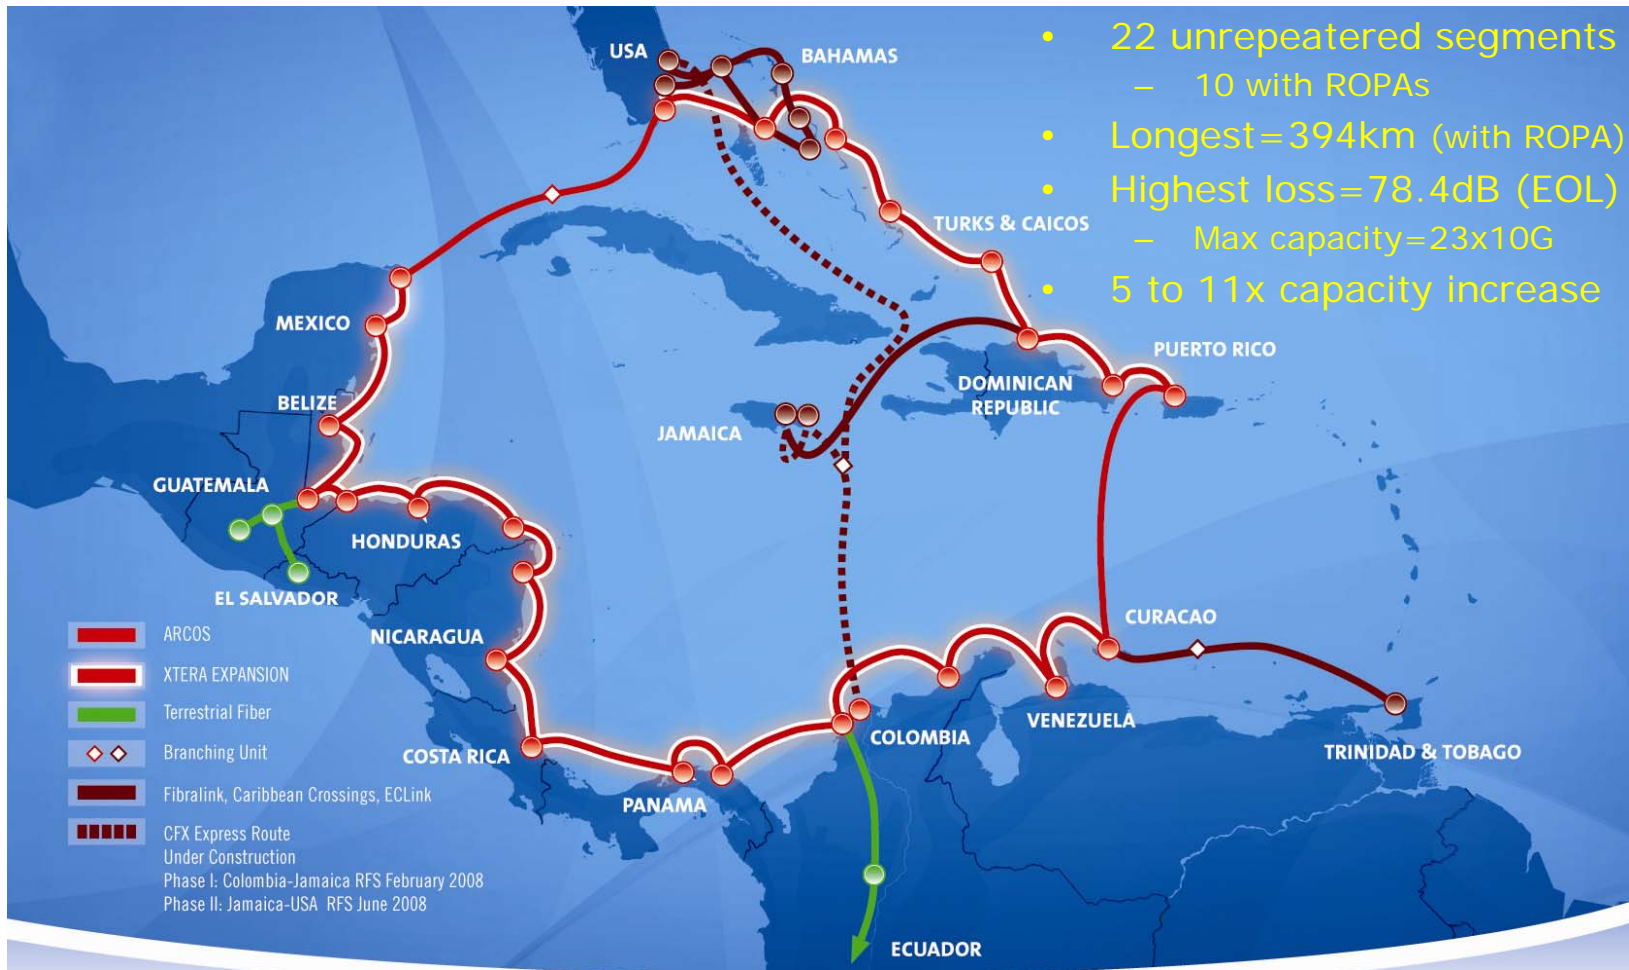 • 22 unrepeatered segments
– 10 with ROPAs
• Longest=394km (with ROPA)
• Highest loss=78.4dB (EOL)
– Max capacity=23x10G
• 5 to 11x capacity increase
USA
BAHAMAS
TURKS & CAICOS
MEXICO
PUERTO RICO
DOMINICAN
REPUBLIC
BELIZE
JAMAICA
GUATEMALA
HONDURAS
EL SALVADOR
NICARAGUA
CURACAO
COSTA RICA
PANAMA
COLOMBIA
VENEZUELA
TRINIDAD & TOBAGO
ECUADOR
ARCOS
XTERA EXPANSION
Terrestrial Fiber
Branching Unit
Fibralink, Caribbean Crossings, ECLink
CFX Express Route
Under Construction
Phase I: Colombia-Jamaica RFS February 2008
Phase II: Jamaica-USA RFS June 2008